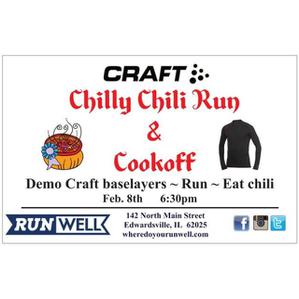 CRAFT
Chilly Chili Run
&
Cookoff
Demo Craft baselayers ~ Run ~ Eat chili
Feb. 8th 6:30pm
RUN WELL
142 North Main Street
Edwardsville, IL 62025
wheredoyourunwell.com